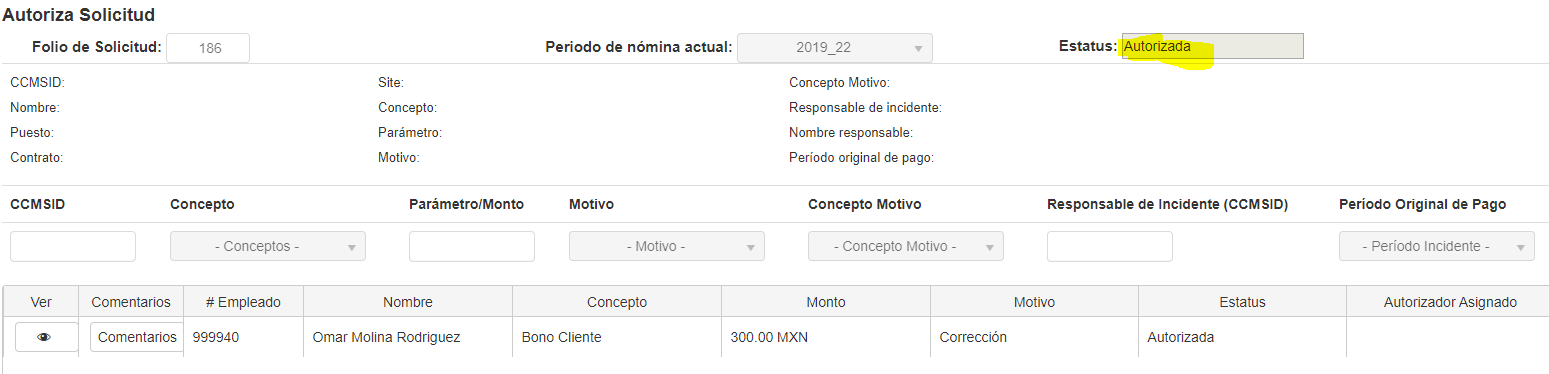 Autoriza Solicitud
Folio de Solicitud: 186 Periodo de nómina actual: 2019_22 Estatus: Autorizada
CCMSID: Site: Concepto Motivo:
Nombre: Concepto: Responsable de incidente:
Puesto: Parámetro: Nombre responsable:
Contrato: Motivo: Período original de pago:
CCMSID Concepto Parámetro/Monto Motivo Concepto Motivo Responsable de Incidente (CCMSID) Período Original de Pago
- Conceptos - - Motivo - - Concepto Motivo - - Período Incidente -
Ver Comentarios # Empleado Nombre Concepto Monto Motivo Estatus Autorizador Asignado
Comentarios 999940 Omar Molina Rodriguez Bono Cliente 300.00 MXN Corrección Autorizada